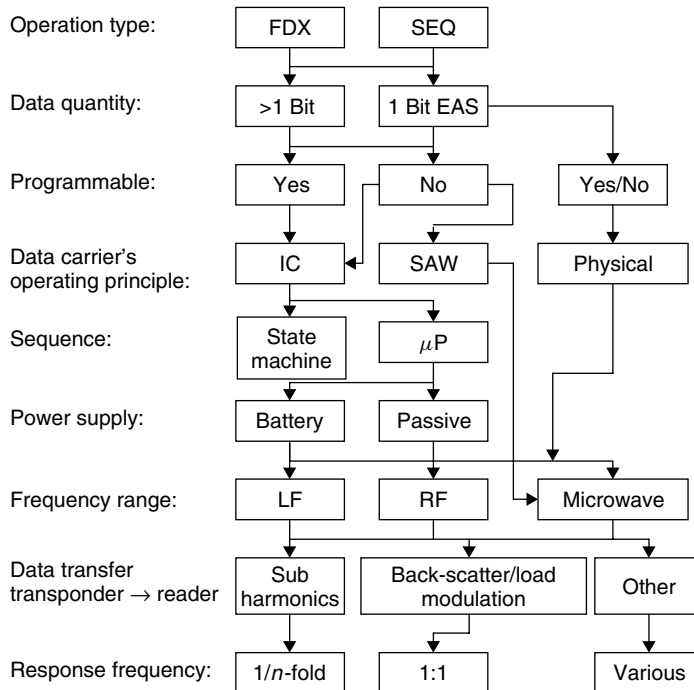 Operation type: FDX SEQ
Data quantity: >1 Bit 1 Bit EAS
Programmable: Yes No Yes/No
Data carrier's
operating principle: IC SAW Physical
Sequence: State
machine μP
Power supply: Battery Passive
Frequency range: LF RF Microwave
Data transfer
transponder → reader Sub
harmonics Back-scatter/load
modulation Other
Response frequency: 1/n-fold 1:1 Various